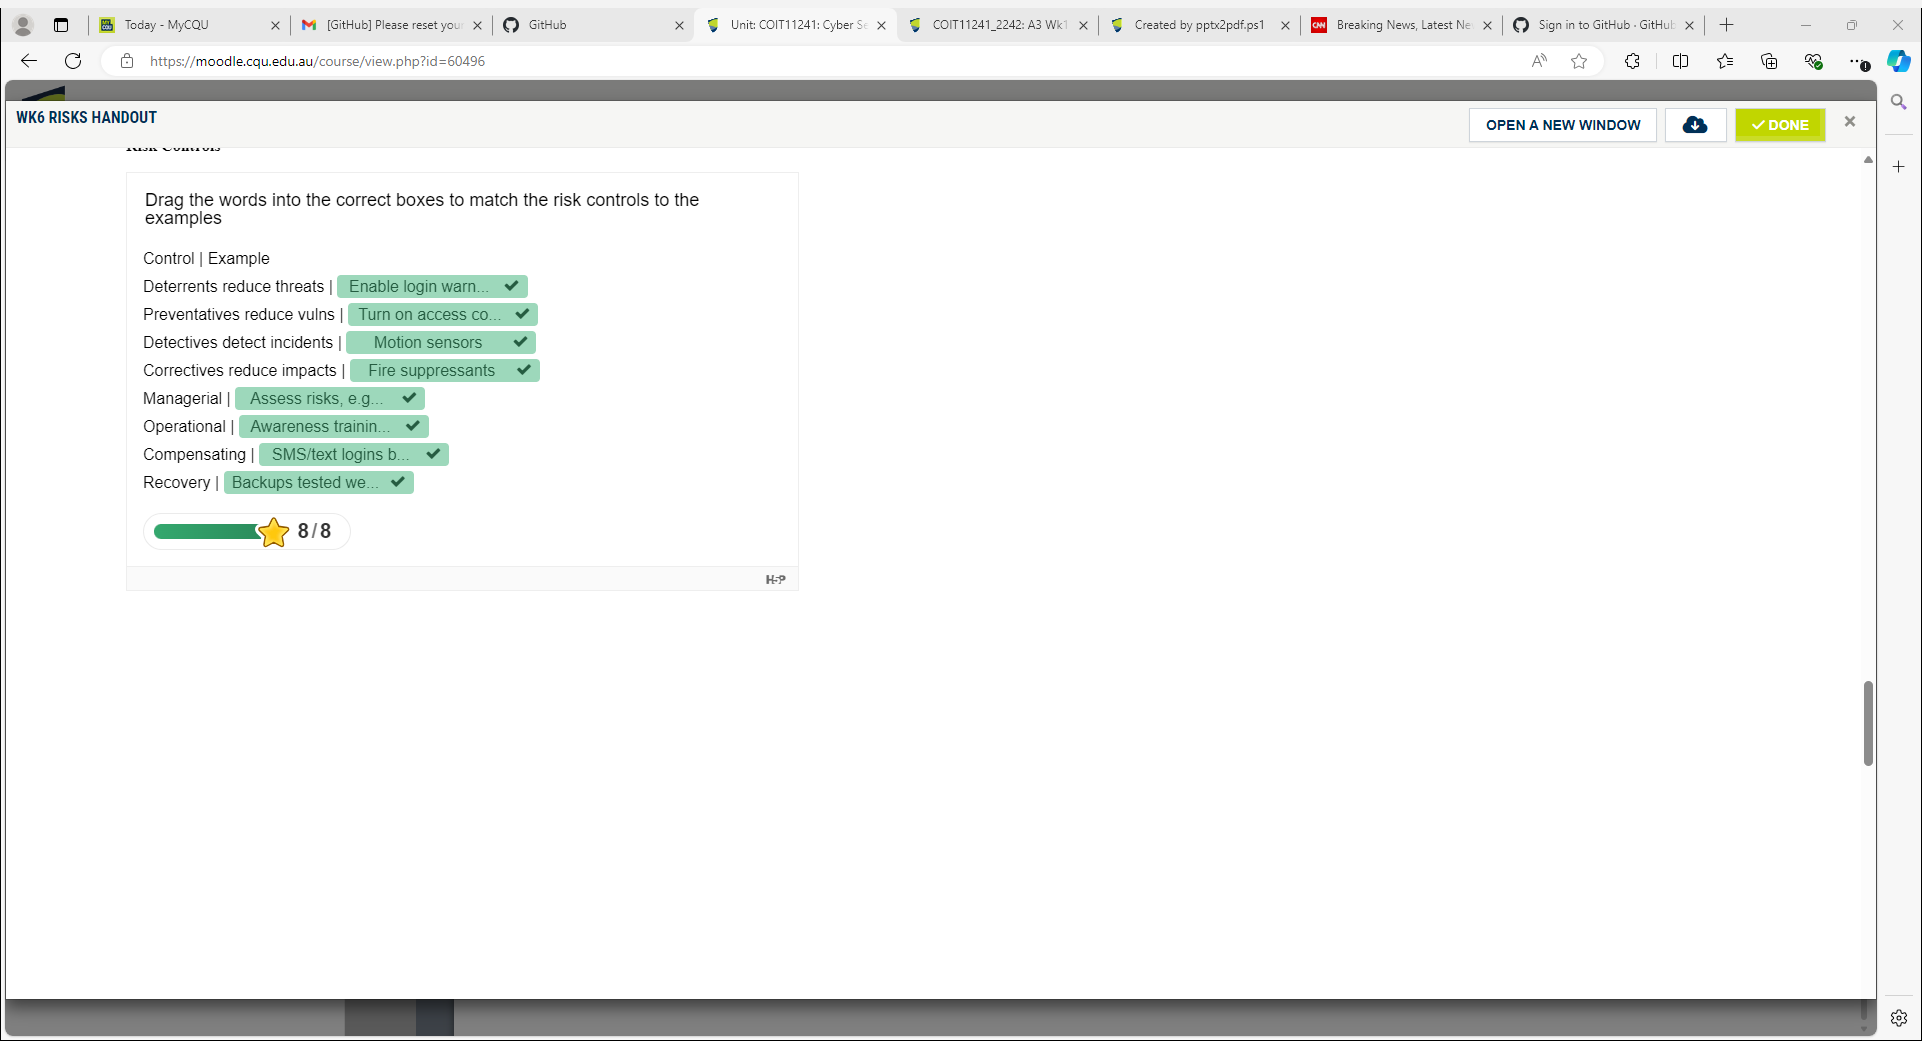 Today - MyCQU
[GitHub] Please reset your
GitHub
Unit: COIT11241: Cyber Se
COIT11241_2242: A3 Wk1
Created by pptx2pdf.ps1
Breaking News, Latest Ne
Sign in to GitHub · GitHub
https://moodle.cqu.edu.au/course/view.php?id=60496
WK6 RISKS HANDOUT
OPEN A NEW WINDOW
DONE
Risk Controls
Drag the words into the correct boxes to match the risk controls to the
examples
Control | Example
Deterrents reduce threats | Enable login warn...
Preventatives reduce vulns | Turn on access co...
Detectives detect incidents | Motion sensors
Correctives reduce impacts | Fire suppressants
Managerial | Assess risks, e.g...
Operational | Awareness trainin...
Compensating | SMS/text logins b...
Recovery | Backups tested we...
8/8
H5P